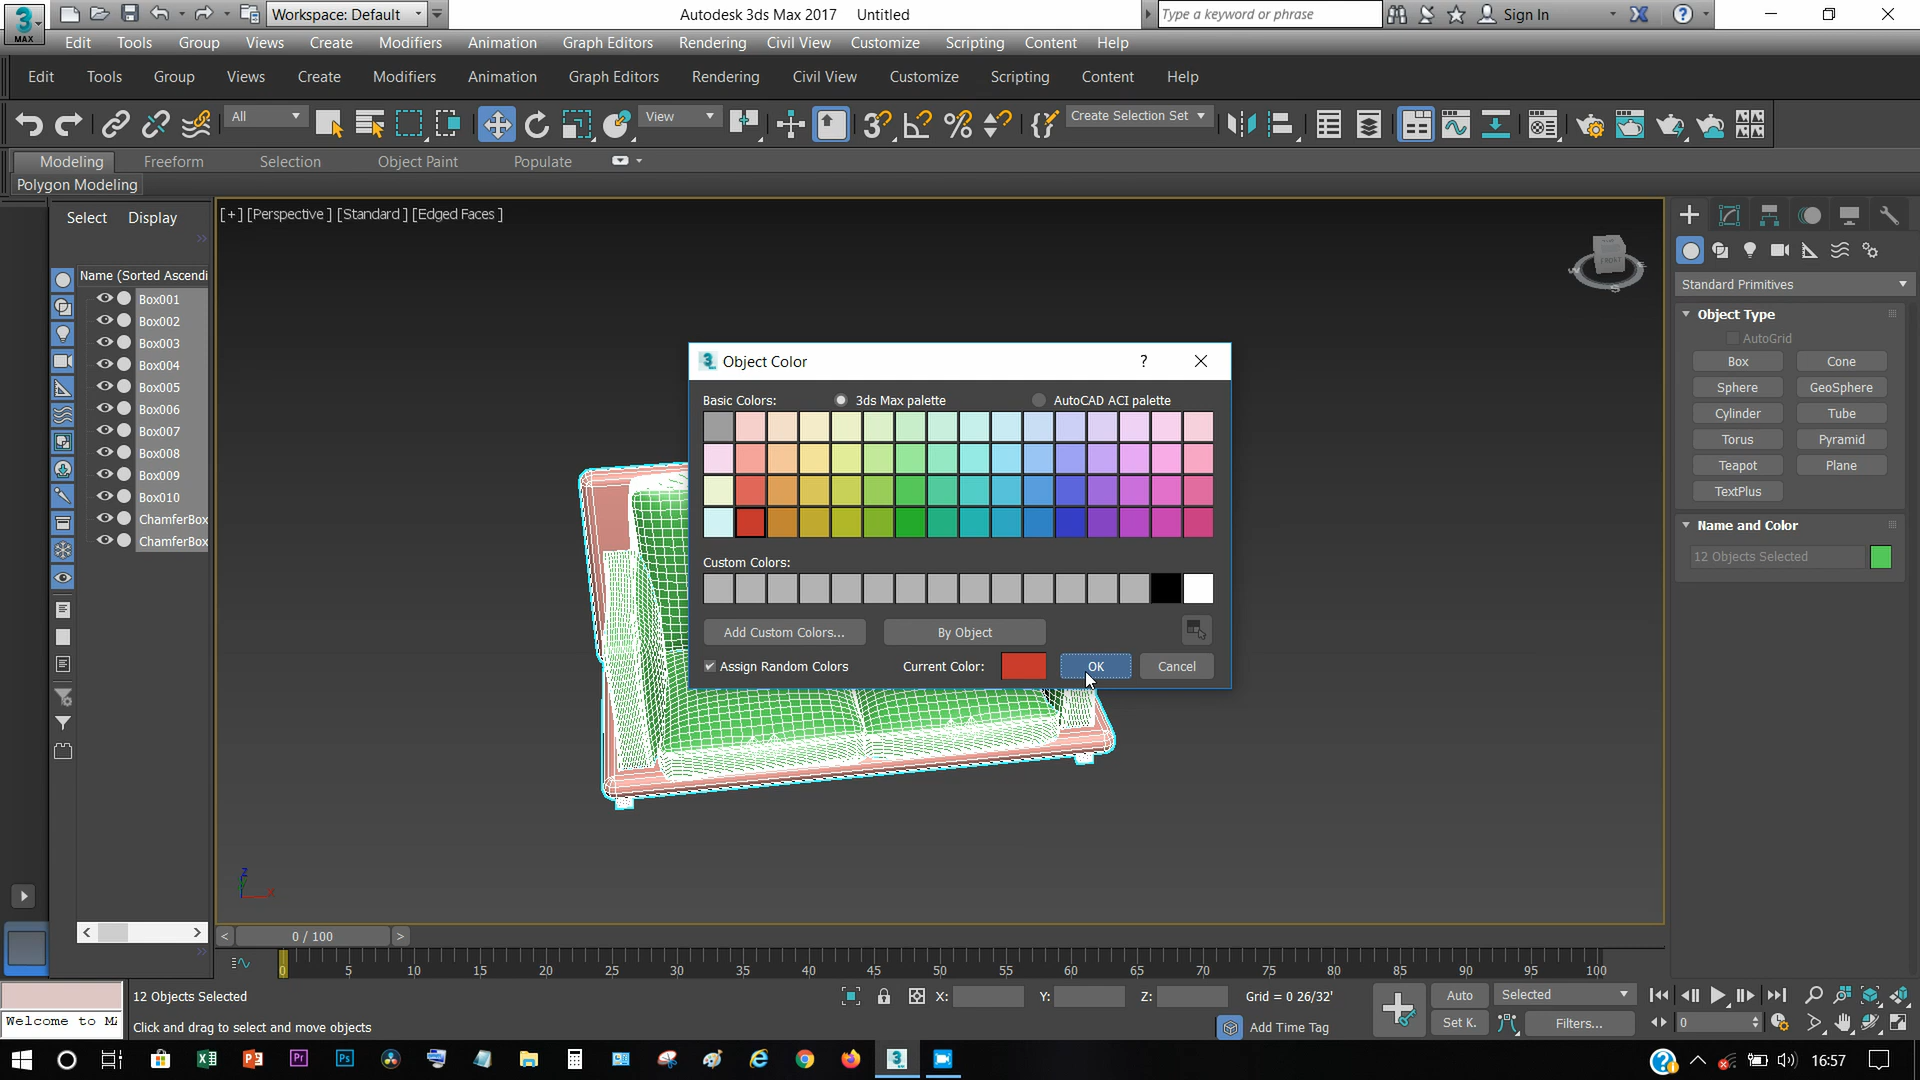 3
MAX
Workspace: Default
Autodesk 3ds Max 2017 Untitled
Type a keyword or phrase
Sign In
Edit Tools Group Views Create Modifiers Animation Graph Editors Rendering Civil View Customize Scripting Content Help
Edit Tools Group Views Create Modifiers Animation Graph Editors Rendering Civil View Customize Scripting Content Help
All
View
Create Selection Set
Modeling Freeform Selection Object Paint Populate
Polygon Modeling
Select Display
[+] [Perspective ] [Standard ] [Edged Faces ]
Name (Sorted Ascendi
Box001
Box002
Box003
Box004
Box005
Box006
Box007
Box008
Box009
Box010
ChamferBox
ChamferBox
FRONT
W
S
Object Color
?
Basic Colors: 3ds Max palette AutoCAD ACI palette
Custom Colors:
Add Custom Colors... By Object
Assign Random Colors Current Color: OK Cancel
z
x
Standard Primitives
Object Type
AutoGrid
Box Cone
Sphere GeoSphere
Cylinder Tube
Torus Pyramid
Teapot Plane
TextPlus
Name and Color
12 Objects Selected
< >
< 0 / 100 >
0 5 10 15 20 25 30 35 40 45 50 55 60 65 70 75 80 85 90 95 100
12 Objects Selected
X: Y: Z: Grid = 0 26/32'
Auto Selected
Welcome to MA
Click and drag to select and move objects
Add Time Tag
Set K. Filters...
0
16:57